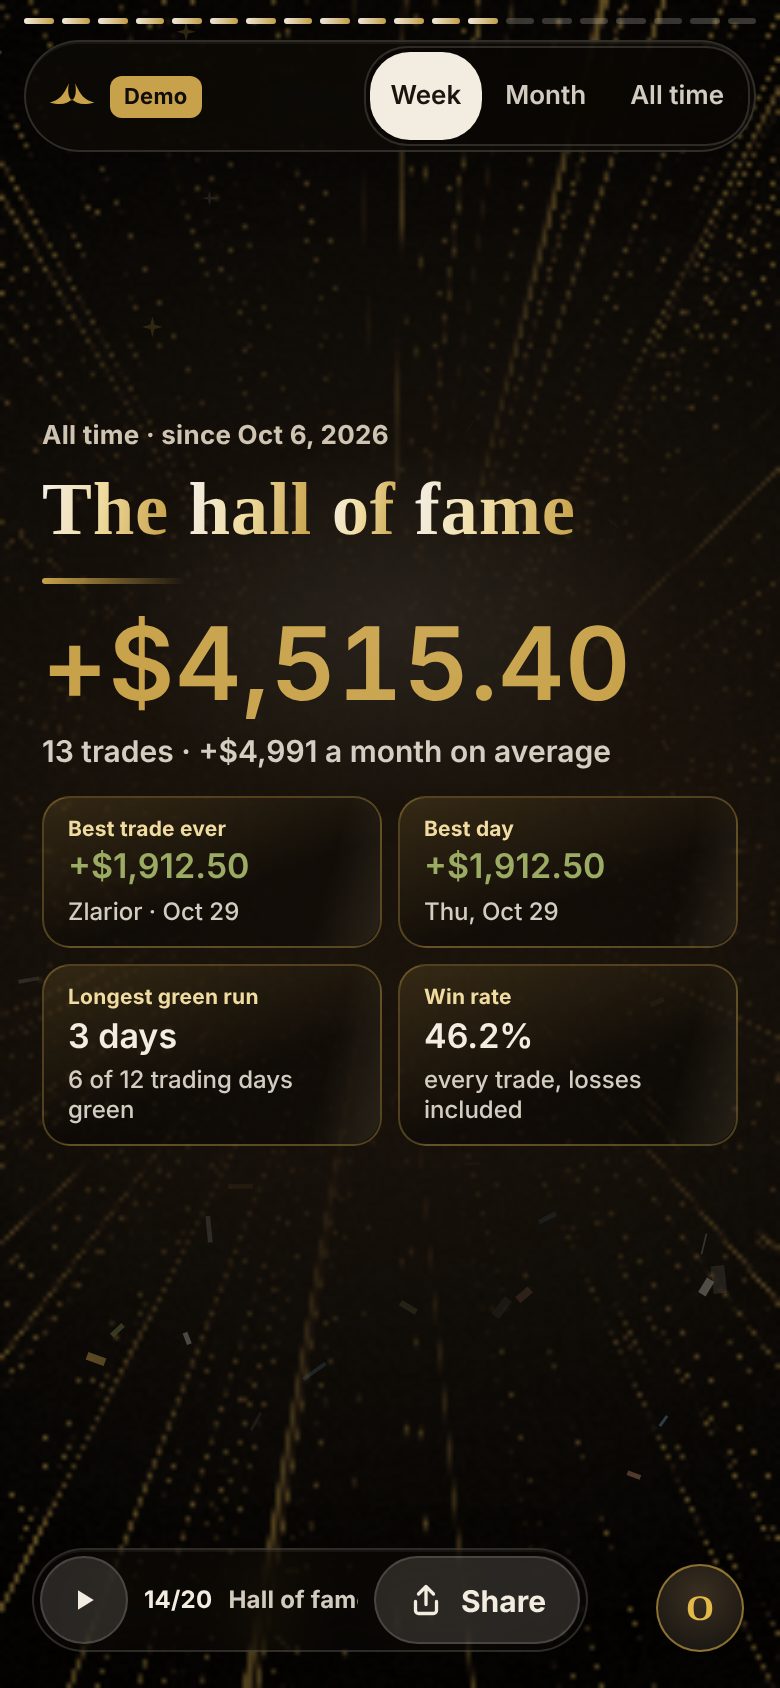 Demo
Week
Month
All time
All time · since Oct 6, 2026
The hall of fame
+$4,515.40
13 trades · +$4,991 a month on average
Best trade ever
+$1,912.50
Zlarior · Oct 29
Best day
+$1,912.50
Thu, Oct 29
Longest green run
3 days
6 of 12 trading days
green
Win rate
46.2%
every trade, losses
included
14/20 Hall of fam
Share
O